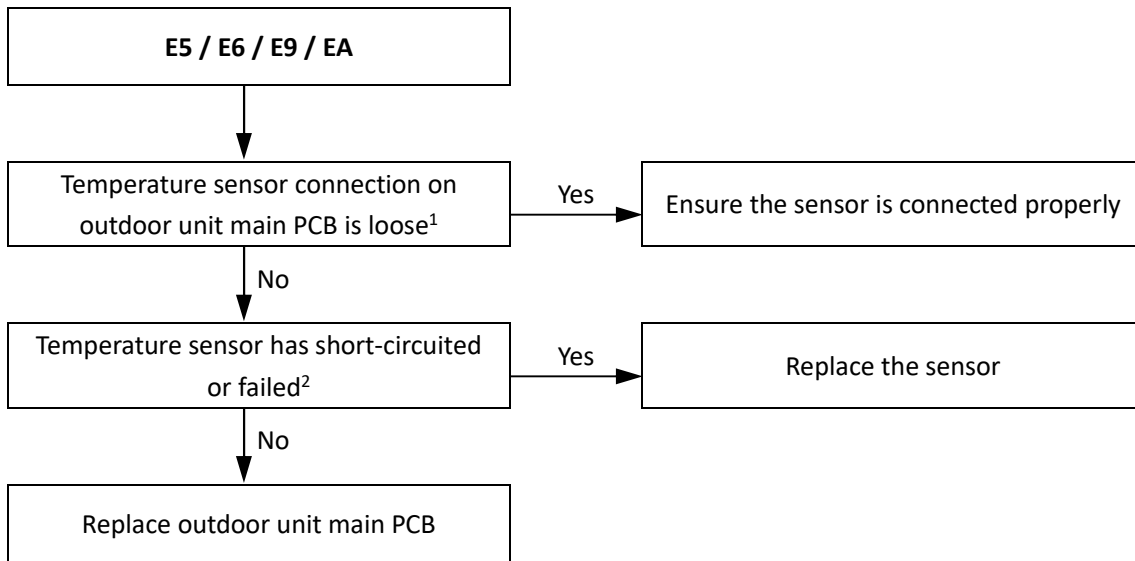 E5 / E6 / E9 / EA
Temperature sensor connection on
outdoor unit main PCB is loose¹
Yes
Ensure the sensor is connected properly
No
Temperature sensor has short-circuited
or failed²
Yes
Replace the sensor
No
Replace outdoor unit main PCB